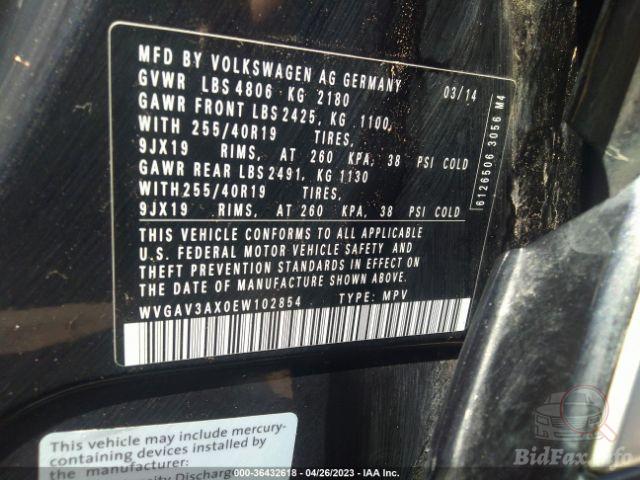 MFD BY VOLKSWAGEN AG GERMANY 03/14
GVWR LBS 4806 KG 2180
GAWR FRONT LBS 2425, KG 1100,
WITH 255/40R19 TIRES,
9JX19 RIMS, AT 260 KPA, 38 PSI COLD
GAWR REAR LBS 2491, KG 1130
WITH 255/40R19 TIRES,
9JX19 RIMS, AT 260 KPA, 38 PSI COLD
THIS VEHICLE CONFORMS TO ALL APPLICABLE
U.S. FEDERAL MOTOR VEHICLE SAFETY AND
THEFT PREVENTION STANDARDS IN EFFECT ON
THE DATE OF MANUFACTURE SHOWN ABOVE.
WVGAV3AX0EW102854 TYPE: MPV
6126506 3056 M4
This vehicle may include mercury-
containing devices installed by
the manufacturer:
Discharge
000-36432618 - 04/26/2023 - IAA Inc.
BidFax.info